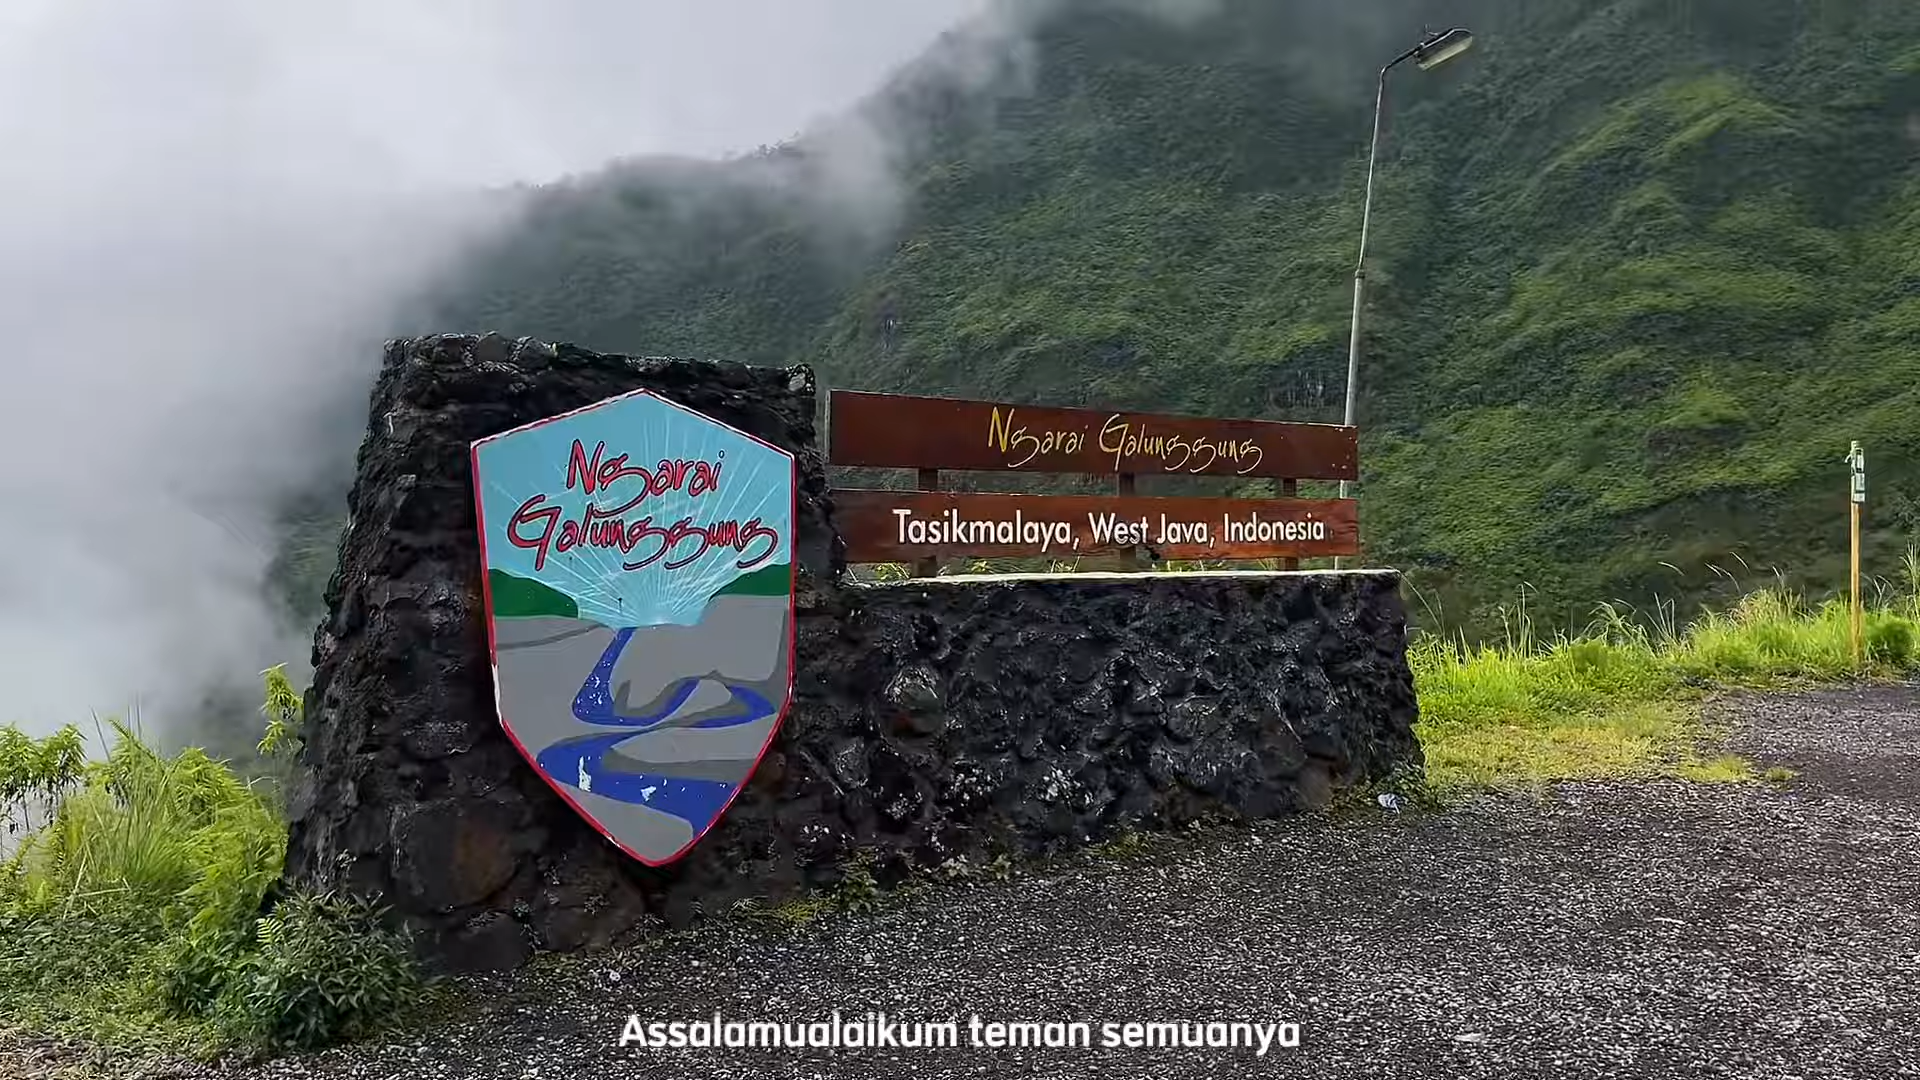 Ngarai
Galunggung
Ngarai Galunggung
Tasikmalaya, West Java, Indonesia
Assalamualaikum teman semuanya